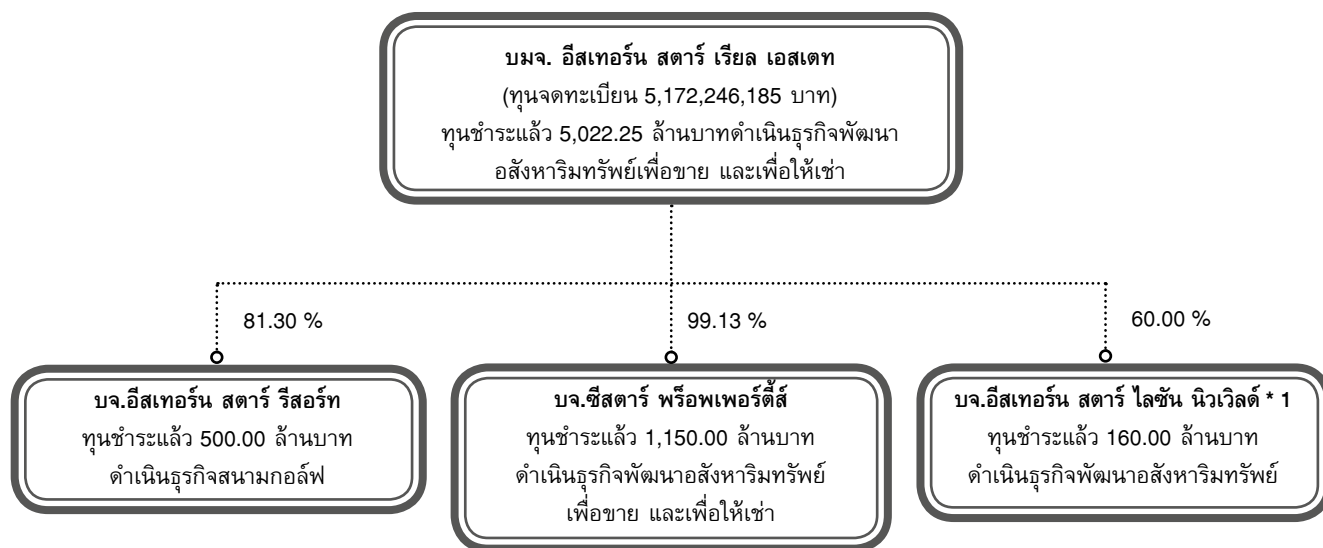 บมจ. อีสเทอร์น สตาร์ เรียล เอสเตท
(ทุนจดทะเบียน 5,172,246,185 บาท)
ทุนชำระแล้ว 5,022.25 ล้านบาทดำเนินธุรกิจพัฒนา
อสังหาริมทรัพย์เพื่อขาย และเพื่อให้เช่า
81.30 %
99.13 %
60.00 %
บจ.อีสเทอร์น สตาร์ รีสอร์ท
ทุนชำระแล้ว 500.00 ล้านบาท
ดำเนินธุรกิจสนามกอล์ฟ
บจ.ซีสตาร์ พร็อพเพอร์ตี้ส์
ทุนชำระแล้ว 1,150.00 ล้านบาท
ดำเนินธุรกิจพัฒนาอสังหาริมทรัพย์
เพื่อขาย และเพื่อให้เช่า
บจ.อีสเทอร์น สตาร์ ไลซัน นิวเวิลด์ * 1
ทุนชำระแล้ว 160.00 ล้านบาท
ดำเนินธุรกิจพัฒนาอสังหาริมทรัพย์